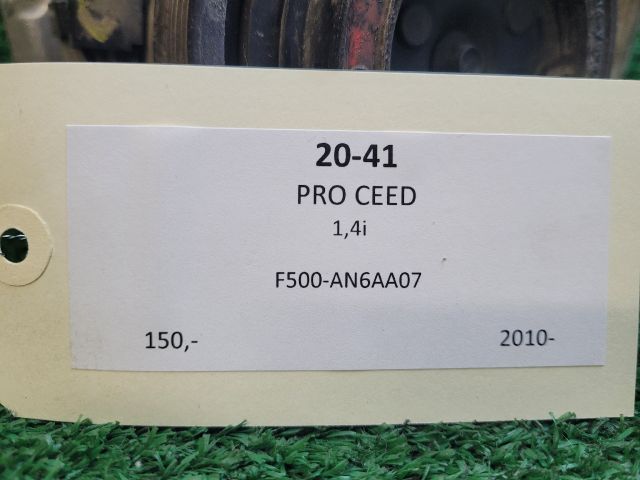 20-41
PRO CEED
1,4i
F500-AN6AA07
150,-
2010-